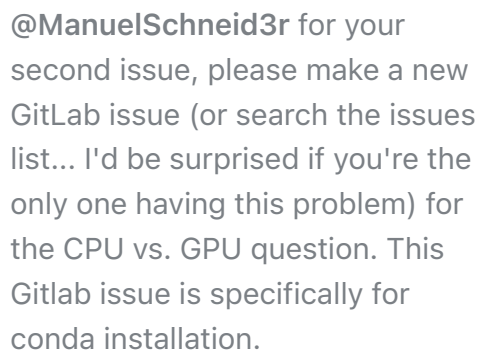 @ManuelSchneid3r for your
second issue, please make a new
GitLab issue (or search the issues
list... I'd be surprised if you're the
only one having this problem) for
the CPU vs. GPU question. This
Gitlab issue is specifically for
conda installation.